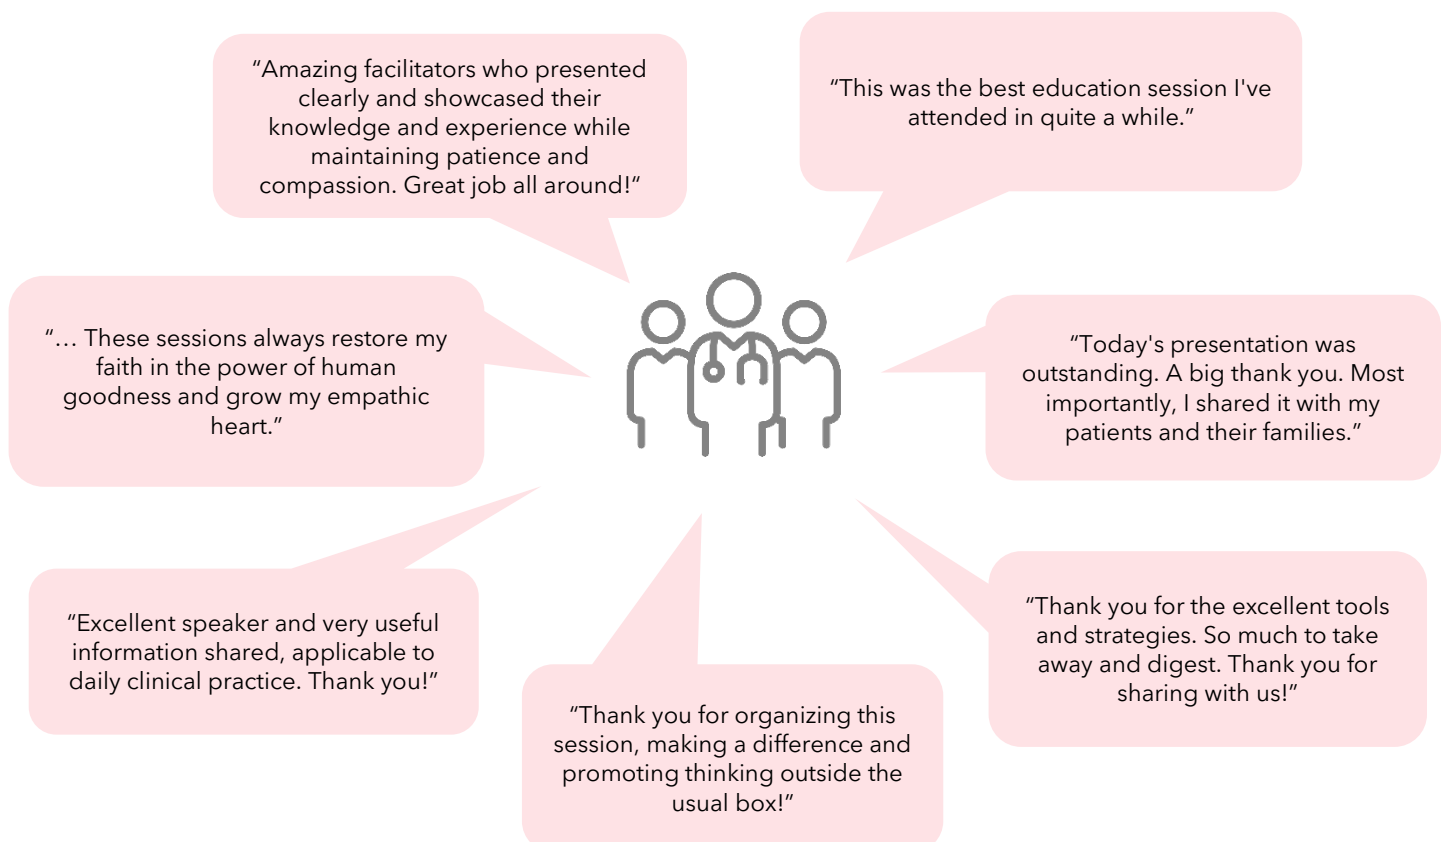 “Amazing facilitators who presented
clearly and showcased their
knowledge and experience while
maintaining patience and
compassion. Great job all around!“
“This was the best education session I've
attended in quite a while.”
“… These sessions always restore my
faith in the power of human
goodness and grow my empathic
heart.”
“Today's presentation was
outstanding. A big thank you. Most
importantly, I shared it with my
patients and their families.”
“Excellent speaker and very useful
information shared, applicable to
daily clinical practice. Thank you!”
“Thank you for the excellent tools
and strategies. So much to take
away and digest. Thank you for
sharing with us!”
“Thank you for organizing this
session, making a difference and
promoting thinking outside the
usual box!”